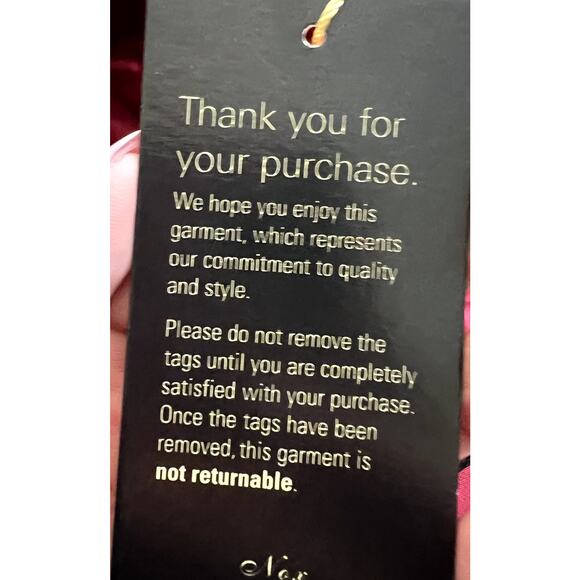 Thank you for
your purchase.
We hope you enjoy this
garment, which represents
our commitment to quality
and style.
Please do not remove the
tags until you are completely
satisfied with your purchase.
Once the tags have been
removed, this garment is
not returnable.
Nox